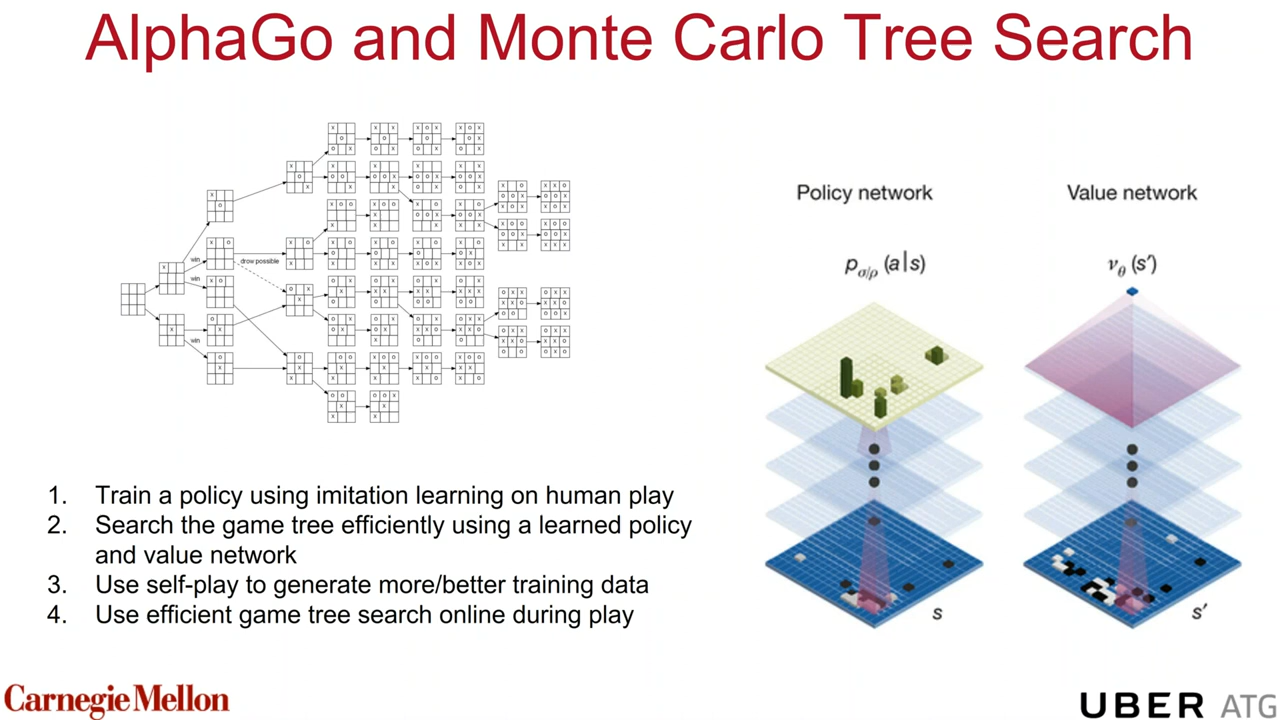 AlphaGo and Monte Carlo Tree Search
win
win
win
drow possible
Policy network
Value network
pσ/ρ (a|s)
νθ (s′)
s
s′
1. Train a policy using imitation learning on human play
2. Search the game tree efficiently using a learned policy
and value network
3. Use self-play to generate more/better training data
4. Use efficient game tree search online during play
Carnegie Mellon
UBER ATG